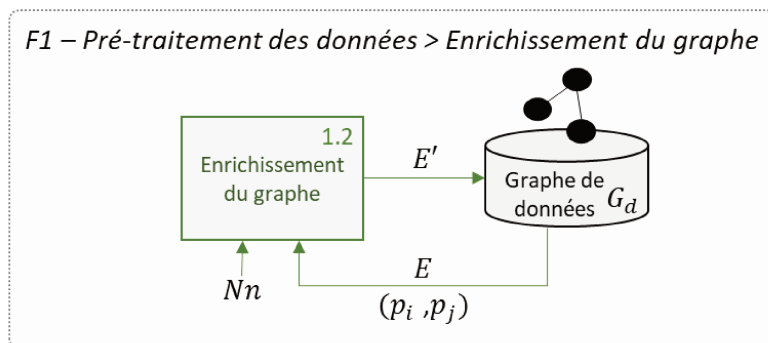 F1 – Pré-traitement des données > Enrichissement du graphe
1.2
Enrichissement
du graphe
E′
Graphe de
données G_d
E
Nn
(p_i ,p_j)